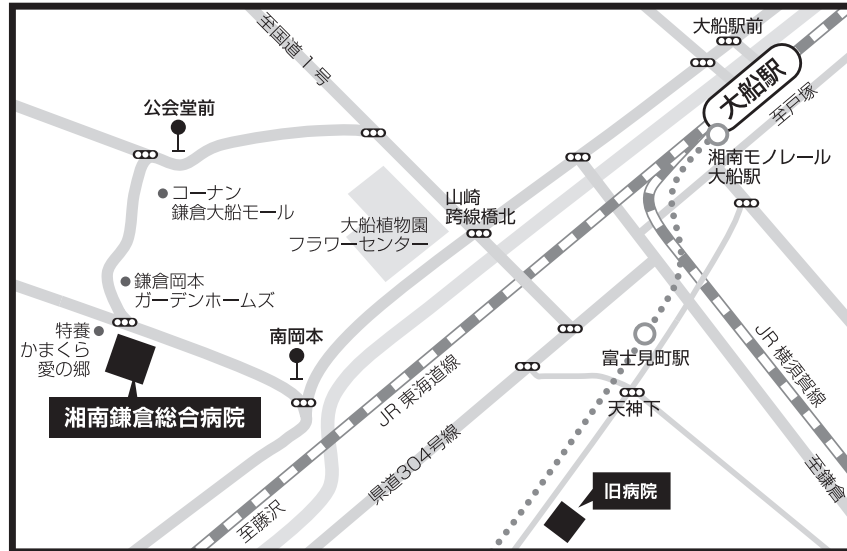 至国道1号
大船駅前
大船駅
至戸塚
公会堂前
湘南モノレール
大船駅
コーナン
鎌倉大船モール
山崎
跨線橋北
大船植物園
フラワーセンター
鎌倉岡本
ガーデンホームズ
特養
かまくら
愛の郷
南岡本
富士見町駅
JR横須賀線
湘南鎌倉総合病院
JR東海道線
天神下
県道304号線
至鎌倉
旧病院
至藤沢